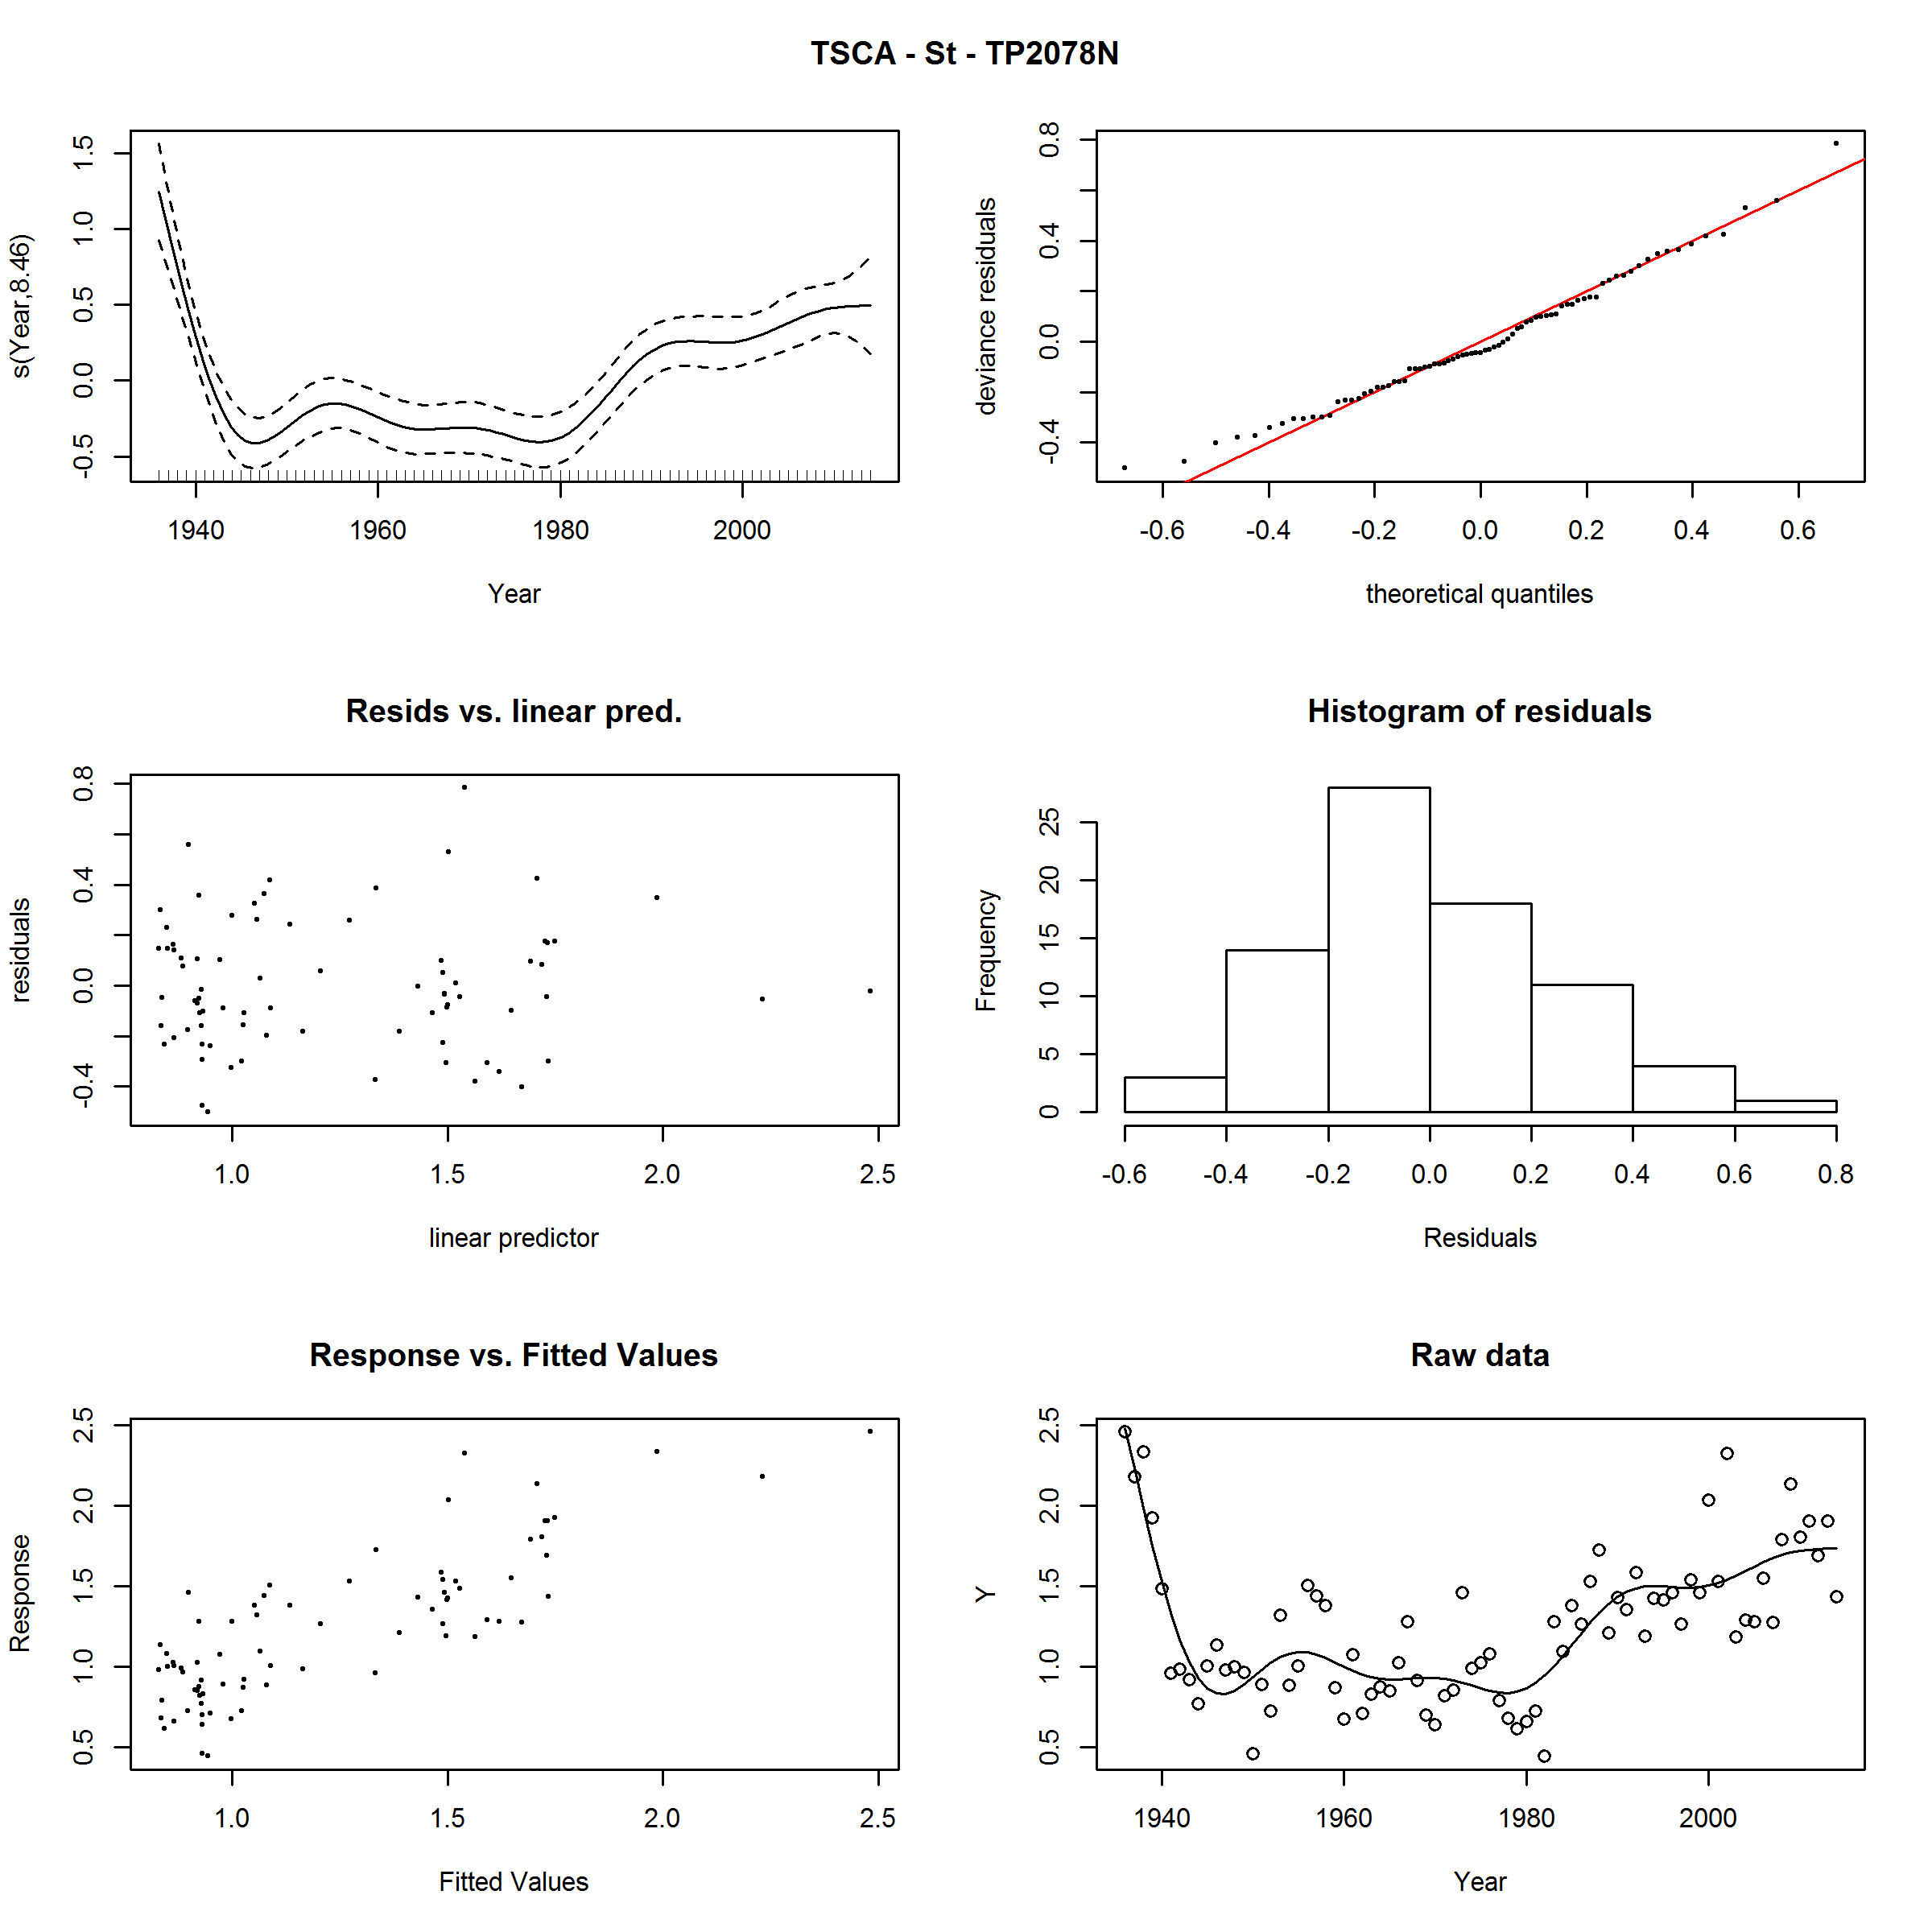 TSCA - St - TP2078N
s(Year,8.46)
-0.5 0.0 0.5 1.0 1.5
1940 1960 1980 2000
Year
deviance residuals
-0.4 0.0 0.4 0.8
-0.6 -0.4 -0.2 0.0 0.2 0.4 0.6
theoretical quantiles
Resids vs. linear pred.
residuals
-0.4 0.0 0.4 0.8
1.0 1.5 2.0 2.5
linear predictor
Histogram of residuals
Frequency
0 5 10 15 20 25
-0.6 -0.4 -0.2 0.0 0.2 0.4 0.6 0.8
Residuals
Response vs. Fitted Values
Response
0.5 1.0 1.5 2.0 2.5
1.0 1.5 2.0 2.5
Fitted Values
Raw data
Y
0.5 1.0 1.5 2.0 2.5
1940 1960 1980 2000
Year